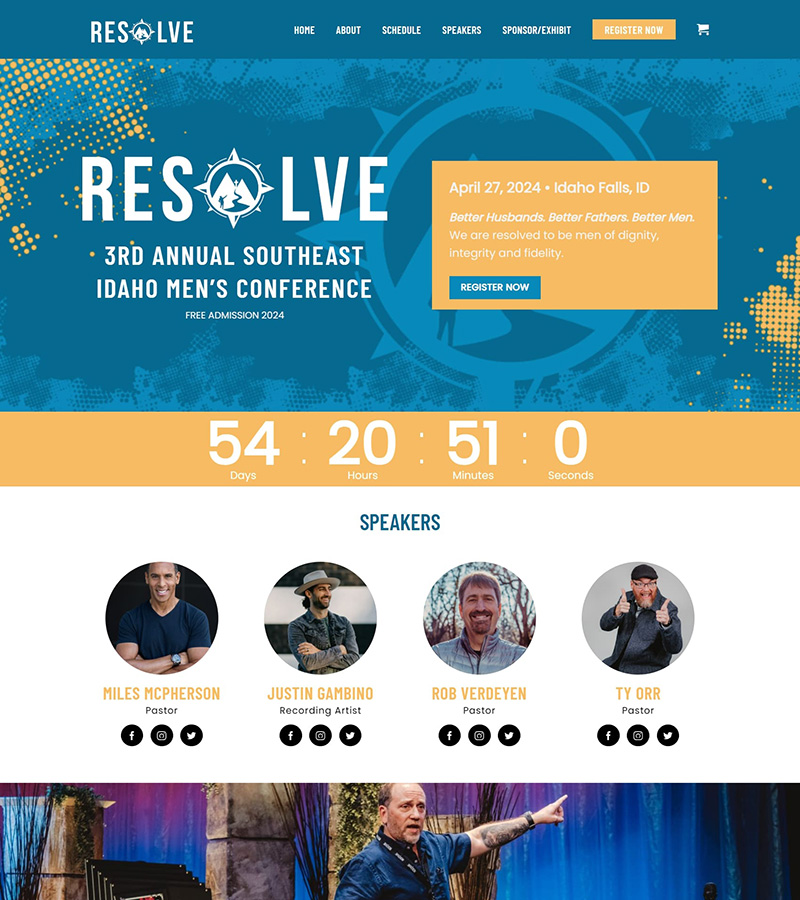 RESOLVE
HOME ABOUT SCHEDULE SPEAKERS SPONSOR/EXHIBIT REGISTER NOW
RESOLVE
3RD ANNUAL SOUTHEAST
IDAHO MEN'S CONFERENCE
FREE ADMISSION 2024
April 27, 2024 • Idaho Falls, ID
Better Husbands. Better Fathers. Better Men.
We are resolved to be men of dignity,
integrity and fidelity.
REGISTER NOW
54 : 20 : 51 : 0
Days Hours Minutes Seconds
SPEAKERS
MILES MCPHERSON JUSTIN GAMBINO ROB VERDEYEN TY ORR
Pastor Recording Artist Pastor Pastor